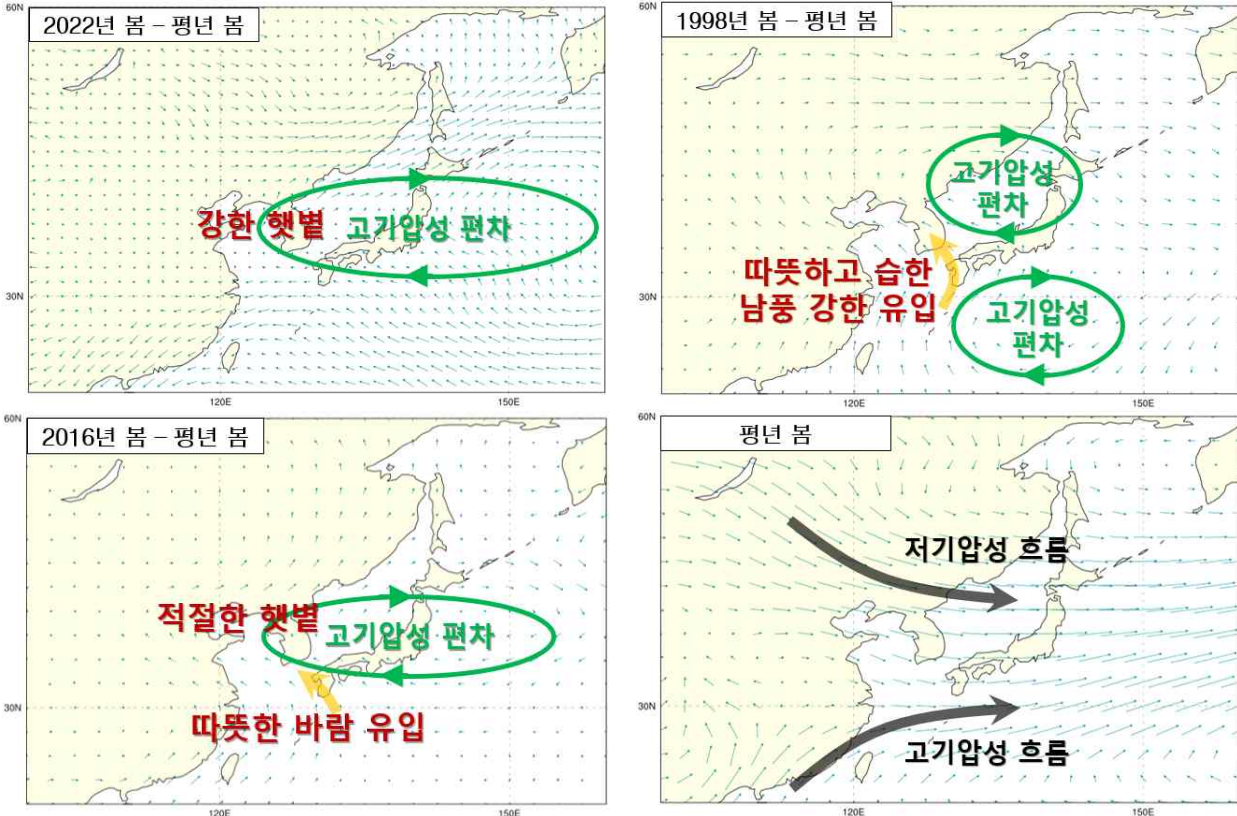 2022년 봄 – 평년 봄
60N
30N
120E
150E
강한 햇볕
고기압성 편차
1998년 봄 – 평년 봄
60N
30N
120E
150E
고기압성
편차
따뜻하고 습한
남풍 강한 유입
고기압성
편차
2016년 봄 – 평년 봄
60N
30N
120E
150E
적절한 햇볕
고기압성 편차
따뜻한 바람 유입
평년 봄
60N
30N
120E
150E
저기압성 흐름
고기압성 흐름